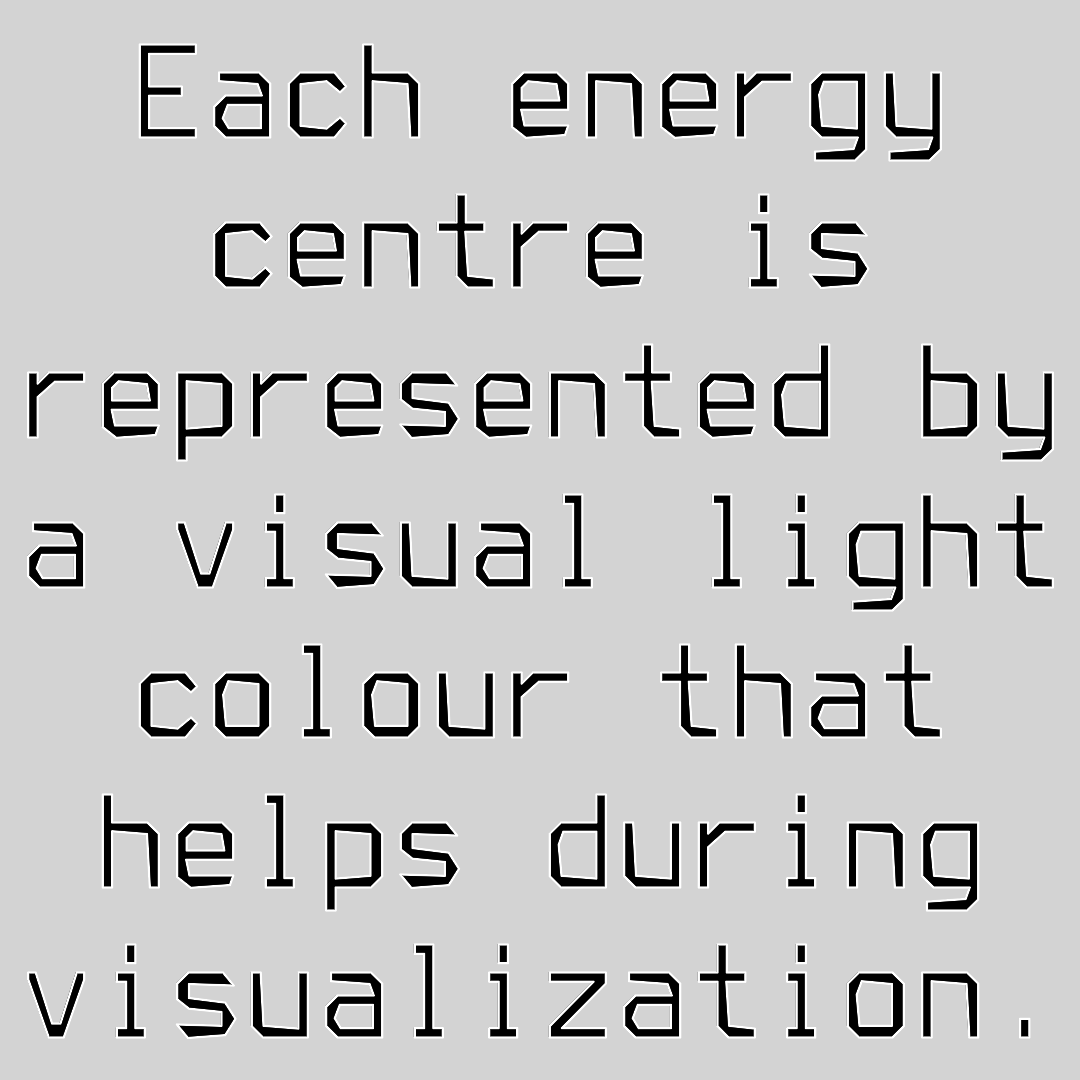 Each energy
centre is
represented by
a visual light
colour that
helps during
visualization.